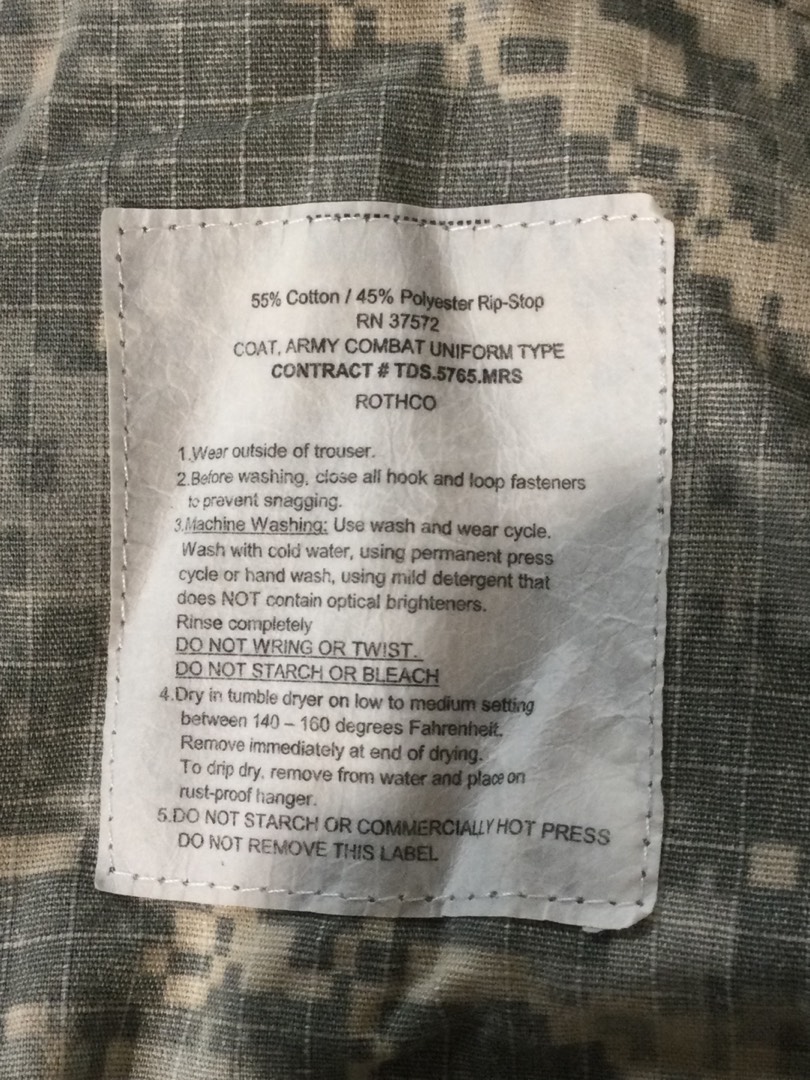 55% Cotton / 45% Polyester Rip-Stop
RN 37572
COAT, ARMY COMBAT UNIFORM TYPE
CONTRACT # TDS.5765.MRS
ROTHCO
1.Wear outside of trouser.
2.Before washing, close all hook and loop fasteners
to prevent snagging.
3.Machine Washing: Use wash and wear cycle.
Wash with cold water, using permanent press
cycle or hand wash, using mild detergent that
does NOT contain optical brighteners.
Rinse completely
DO NOT WRING OR TWIST.
DO NOT STARCH OR BLEACH
4.Dry in tumble dryer on low to medium setting
between 140 – 160 degrees Fahrenheit.
Remove immediately at end of drying.
To drip dry, remove from water and place on
rust-proof hanger.
5.DO NOT STARCH OR COMMERCIALLY HOT PRESS
DO NOT REMOVE THIS LABEL